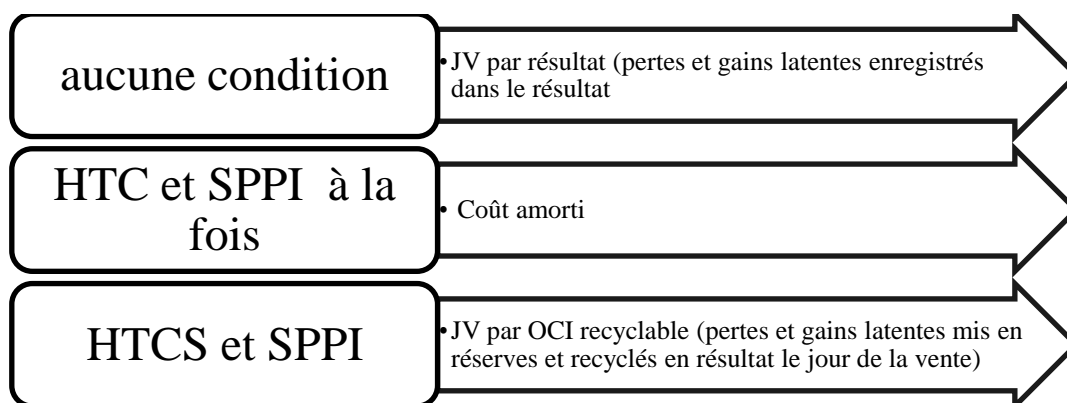 aucune condition
•JV par résultat (pertes et gains latentes enregistrés
dans le résultat
HTC et SPPI à la
fois
• Coût amorti
HTCS et SPPI
•JV par OCI recyclable (pertes et gains latentes mis en
réserves et recyclés en résultat le jour de la vente)